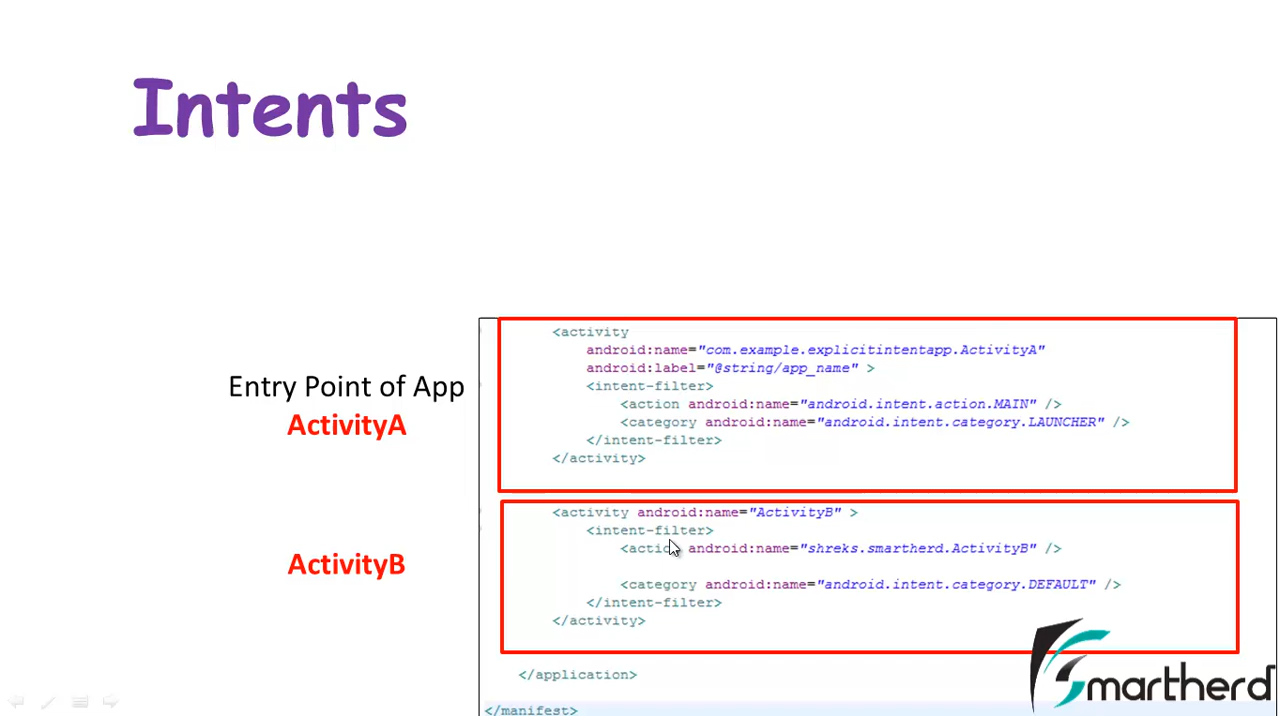 Intents
Entry Point of App
ActivityA
ActivityB
<activity
android:name="com.example.explicitintentapp.ActivityA"
android:label="@string/app_name" >
<intent-filter>
<action android:name="android.intent.action.MAIN" />
<category android:name="android.intent.category.LAUNCHER" />
</intent-filter>
</activity>
<activity android:name="ActivityB" >
<intent-filter>
<action android:name="shreks.smartherd.ActivityB" />
<category android:name="android.intent.category.DEFAULT" />
</intent-filter>
</activity>
</application>
</manifest>
Smartherd